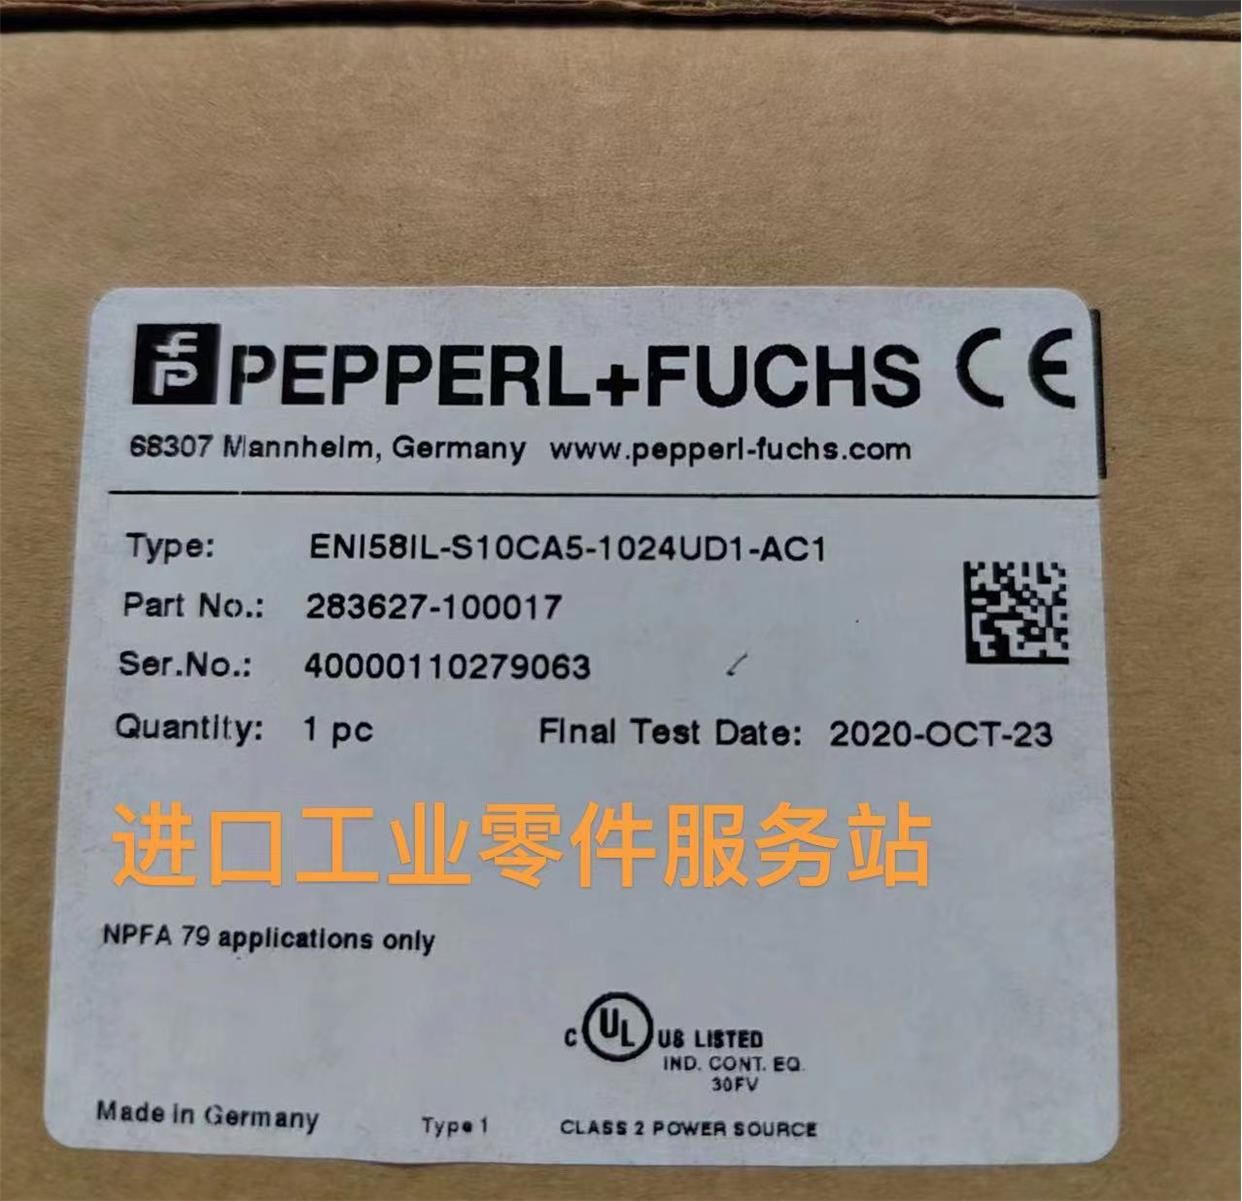 PEPPERL+FUCHS CE
68307 Mannheim, Germany www.pepperl-fuchs.com
Type: ENI58IL-S10CA5-1024UD1-AC1
Part No.: 283627-100017
Ser.No.: 40000110279063
Quantity: 1 pc Final Test Date: 2020-OCT-23
进口工业零件服务站
NPFA 79 applications only
C UL US LISTED
IND. CONT. EQ.
30FV
Made in Germany Type 1 CLASS 2 POWER SOURCE